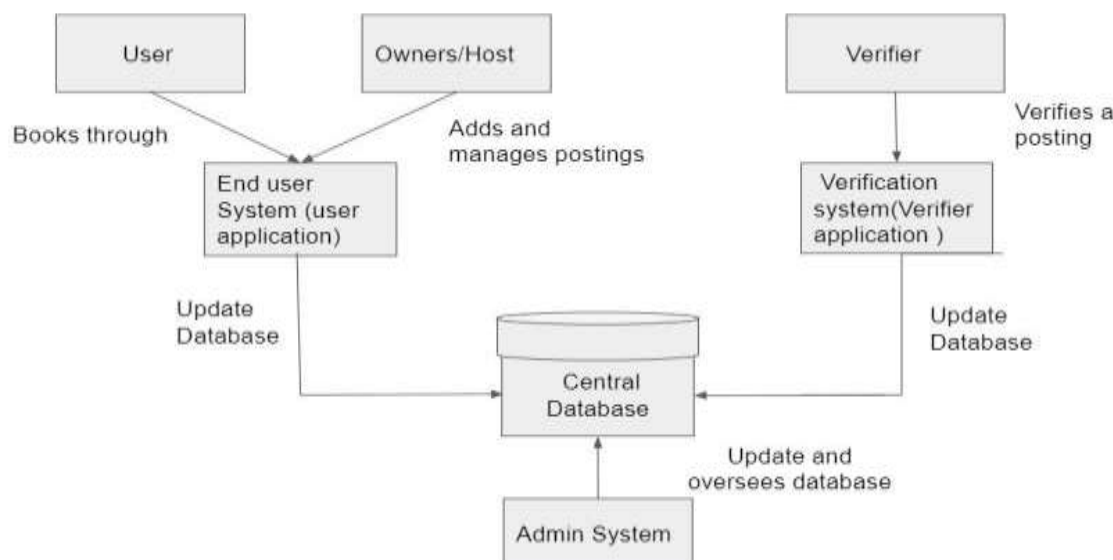 User
Owners/Host
Verifier
Books through
Adds and
manages postings
Verifies a
posting
End user
System (user
application)
Verification
system(Verifier
application )
Update
Database
Update
Database
Central
Database
Update and
oversees database
Admin System